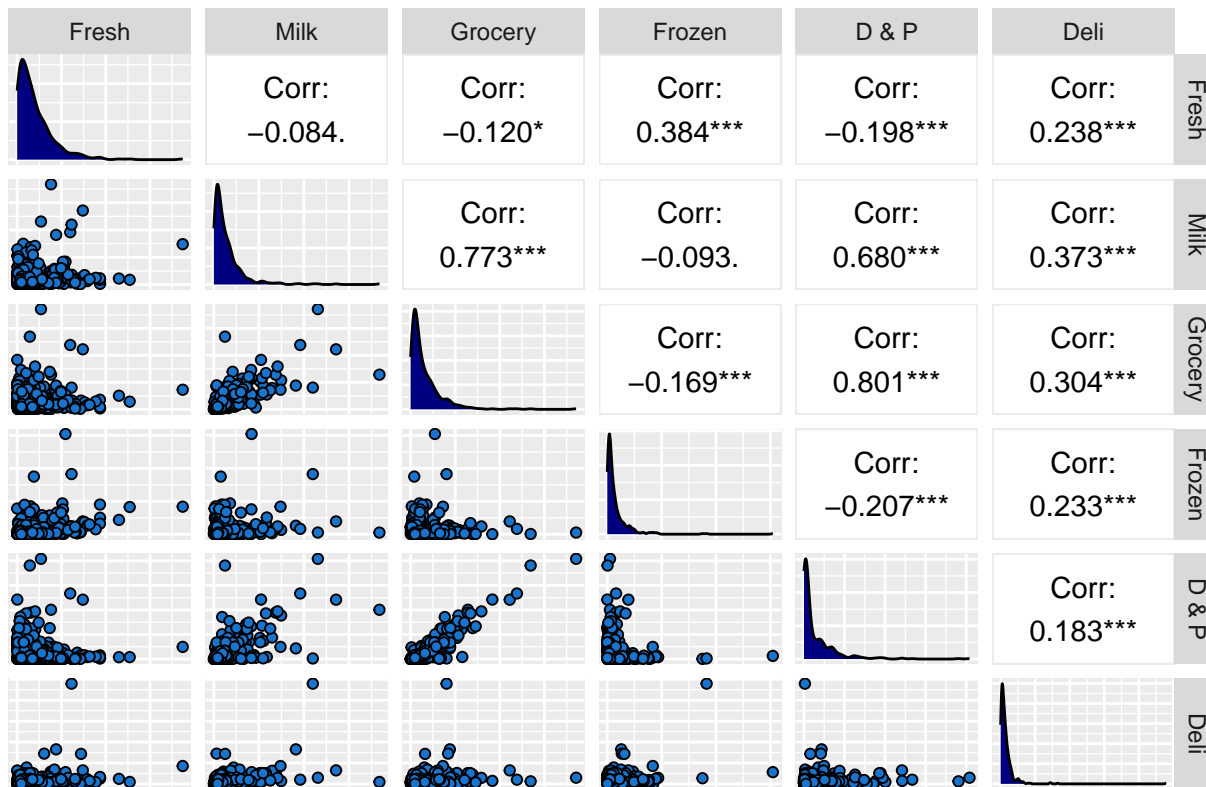 Fresh Milk Grocery Frozen D & P Deli
Corr: Corr: Corr: Corr: Corr:
−0.084. −0.120* 0.384*** −0.198*** 0.238***
Fresh
Corr: Corr: Corr: Corr:
0.773*** −0.093. 0.680*** 0.373***
Milk
Corr: Corr: Corr:
−0.169*** 0.801*** 0.304***
Grocery
Corr: Corr:
−0.207*** 0.233***
Frozen
Corr:
0.183***
D & P
Deli